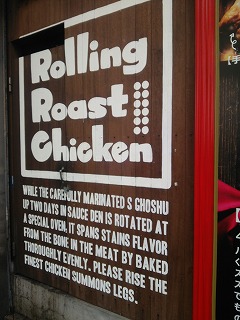 Rolling
Roast
Chicken
WHILE THE CAREFULLY MARINATED S CHOSHU
UP TWO DAYS IN SAUCE DEN IS ROTATED AT
A SPECIAL OVEN, IT SPANS STAINS FLAVOR
FROM THE BONE IN THE MEAT BY BAKED
THOROUGHLY EVENLY. PLEASE RISE THE
FINEST CHICKEN SUMMONS LEGS.